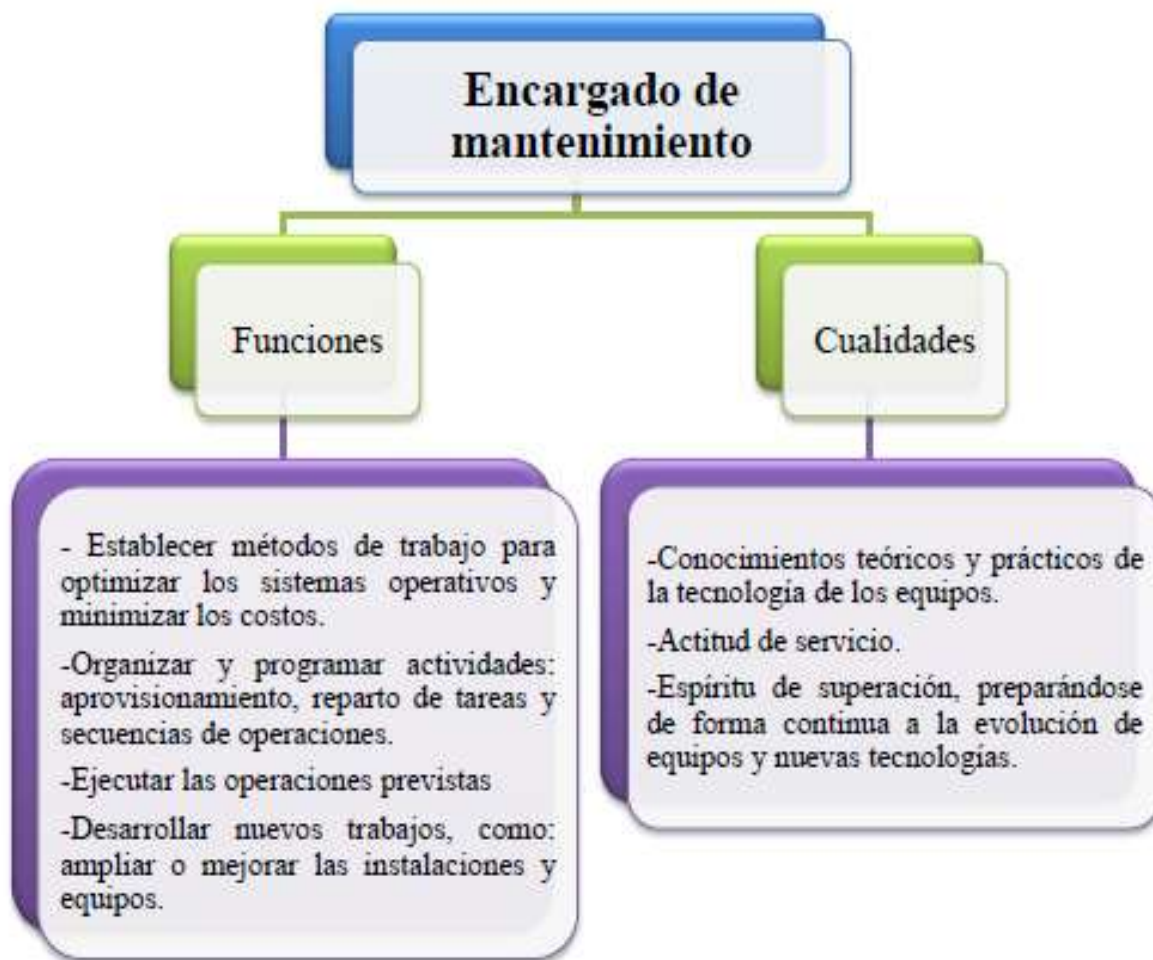 Encargado de
mantenimiento
Funciones
Cualidades
- Establecer métodos de trabajo para
optimizar los sistemas operativos y
minimizar los costos.
-Organizar y programar actividades:
aprovisionamiento, reparto de tareas y
secuencias de operaciones.
-Ejecutar las operaciones previstas
-Desarrollar nuevos trabajos, como:
ampliar o mejorar las instalaciones y
equipos.
-Conocimientos teóricos y prácticos de
la tecnología de los equipos.
-Actitud de servicio.
-Espíritu de superación, preparándose
de forma continua a la evolución de
equipos y nuevas tecnologías.